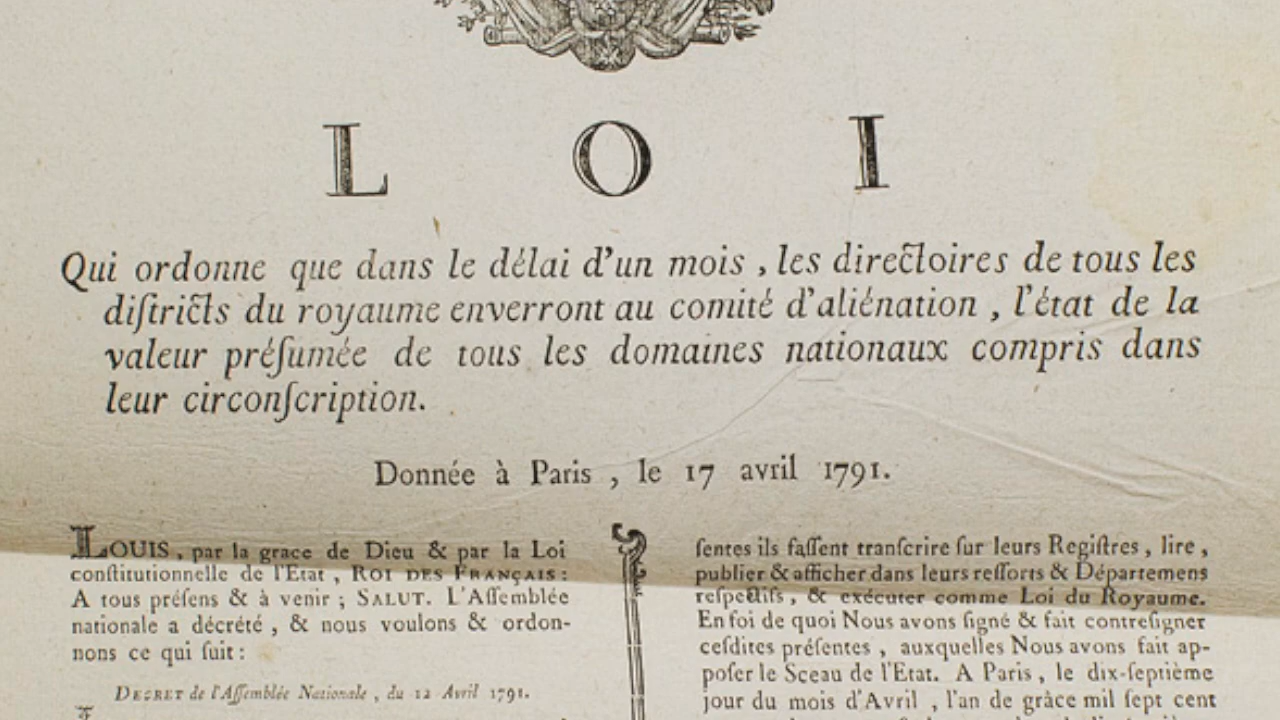 LOI
Qui ordonne que dans le délai d'un mois , les directoires de tous les
diſtricts du royaume enverront au comité d'aliénation , l'état de la
valeur préſumée de tous les domaines nationaux compris dans
leur circonſcription.
Donnée à Paris , le 17 avril 1791.
LOUIS , par la grace de Dieu & par la Loi
conſtitutionnelle de l'Etat , ROI DES FRANÇAIS :
A tous préſens & à venir ; SALUT. L'Aſſemblée
nationale a décrété , & nous voulons & ordon-
nons ce qui ſuit :
DECRET de l'Aſſemblée Nationale , du 12 Avril 1791.
ſentes ils faſſent tranſcrire ſur leurs Regiſtres , lire ,
publier & afficher dans leurs reſſorts & Départemens
reſpectifs , & exécuter comme Loi du Royaume.
En foi de quoi Nous avons ſigné & fait contreſigner
ceſdites préſentes , auxquelles Nous avons fait ap-
poſer le Sceau de l'Etat. A Paris , le dix-ſeptième
jour du mois d'Avril , l'an de grâce mil ſept cent